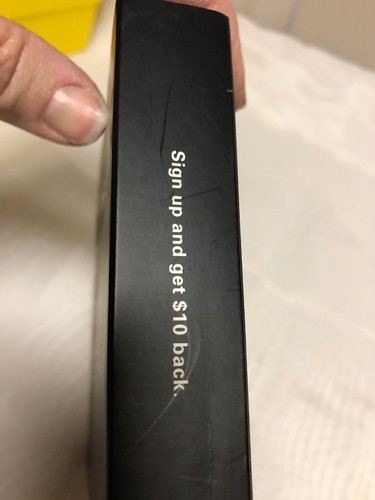 Sign up and get $10 back.